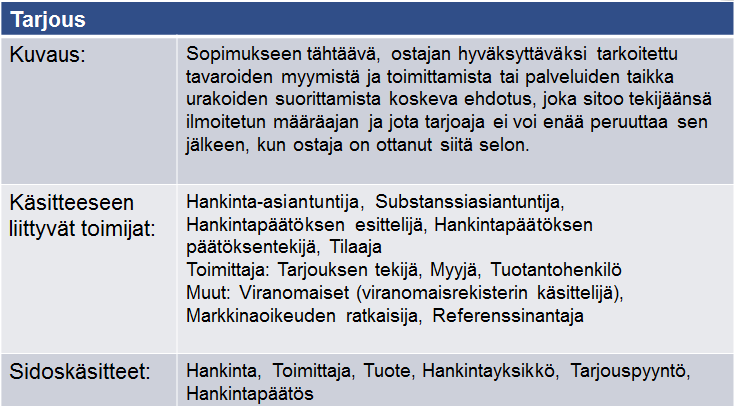 Tarjous
Kuvaus:
Sopimukseen tähtäävä, ostajan hyväksyttäväksi tarkoitettu
tavaroiden myymistä ja toimittamista tai palveluiden taikka
urakoiden suorittamista koskeva ehdotus, joka sitoo tekijäänsä
ilmoitetun määräajan ja jota tarjoaja ei voi enää peruuttaa sen
jälkeen, kun ostaja on ottanut siitä selon.
Käsitteeseen
liittyvät toimijat:
Hankinta-asiantuntija, Substanssiasiantuntija,
Hankintapäätöksen esittelijä, Hankintapäätöksen
päätöksentekijä, Tilaaja
Toimittaja: Tarjouksen tekijä, Myyjä, Tuotantohenkilö
Muut: Viranomaiset (viranomaisrekisterin käsittelijä),
Markkinaoikeuden ratkaisija, Referenssinantaja
Sidoskäsitteet:
Hankinta, Toimittaja, Tuote, Hankintayksikkö, Tarjouspyyntö,
Hankintapäätös